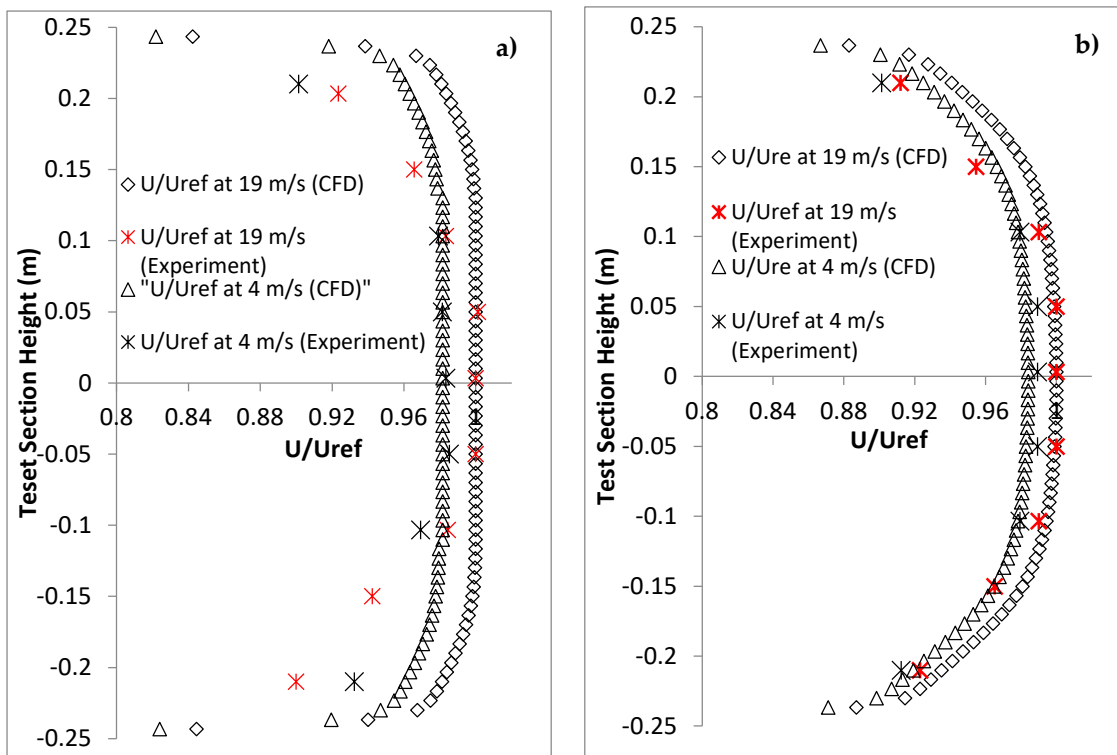 a)
0.25
0.2
0.15
0.1
0.05
0
-0.05
-0.1
-0.15
-0.2
-0.25
0.8
0.84
0.88
0.92
0.96
1
U/Uref
Teset Section Height (m)
U/Uref at 19 m/s (CFD)
U/Uref at 19 m/s
(Experiment)
"U/Uref at 4 m/s (CFD)"
U/Uref at 4 m/s (Experiment)
b)
0.25
0.2
0.15
0.1
0.05
0
-0.05
-0.1
-0.15
-0.2
-0.25
0.8
0.84
0.88
0.92
0.96
1
U/Uref
Test Section Height (m)
U/Ure at 19 m/s (CFD)
U/Uref at 19 m/s
(Experiment)
U/Ure at 4 m/s (CFD)
U/Uref at 4 m/s
(Experiment)